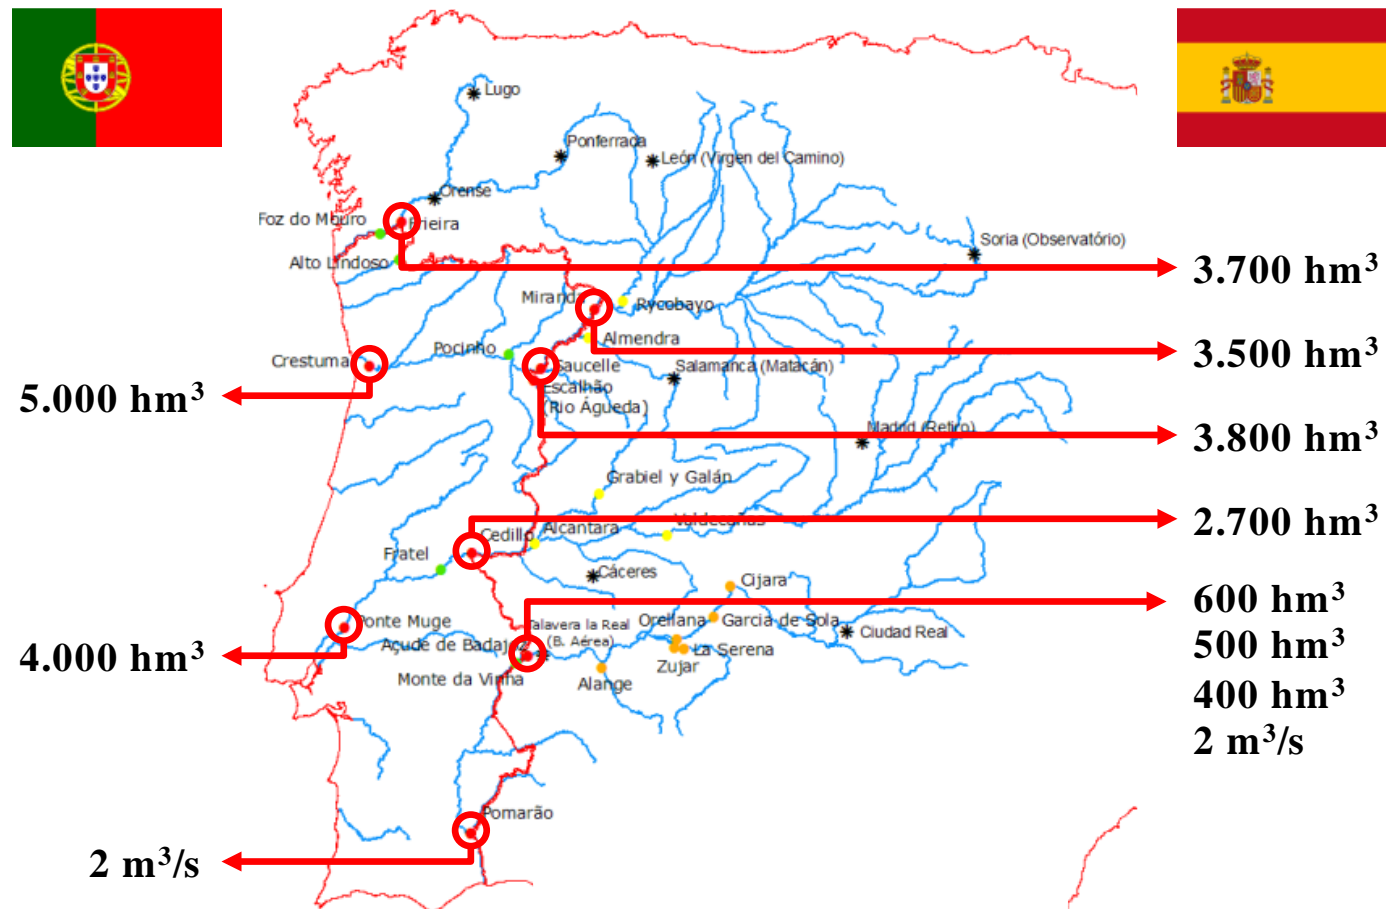 Lugo
Ponferrada
León (Virgen del Camino)
Orense
Foz do Mouro
Frieira
Soria (Observatório)
Alto Lindoso
3.700 hm³
Miranda
Rycobayo
Almendra
3.500 hm³
Pocinho
Crestuma
Saucelle
Salamanca (Matacán)
Escalhão
(Rio Águeda)
5.000 hm³
Madrid (Retiro)
3.800 hm³
Grabiel y Galán
Valdecañas
2.700 hm³
Cedillo
Alcantara
Fratel
Cáceres
Cijara
600 hm³
Ponte Muge
Talavera la Real
(B. Aérea)
Orellana
Garcia de Sola
Ciudad Real
Açude de Badajoz
La Serena
500 hm³
4.000 hm³
Zujar
Monte da Vinha
Alange
400 hm³
2 m³/s
Pomarão
2 m³/s